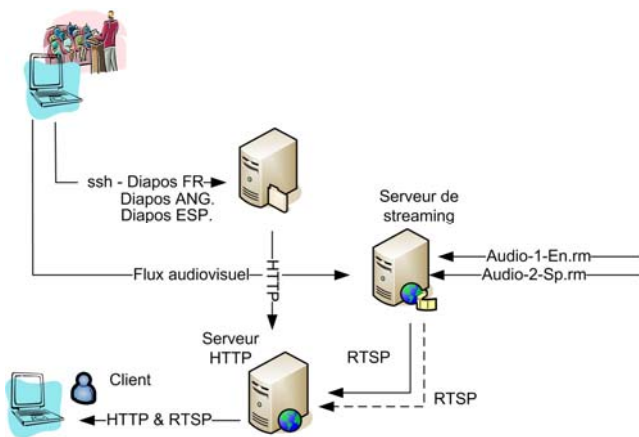 ssh - Diapos FR
Diapos ANG.
Diapos ESP.
Serveur de
streaming
Audio-1-En.rm
Audio-2-Sp.rm
Flux audiovisuel
HTTP
Serveur
HTTP
RTSP
RTSP
Client
HTTP & RTSP